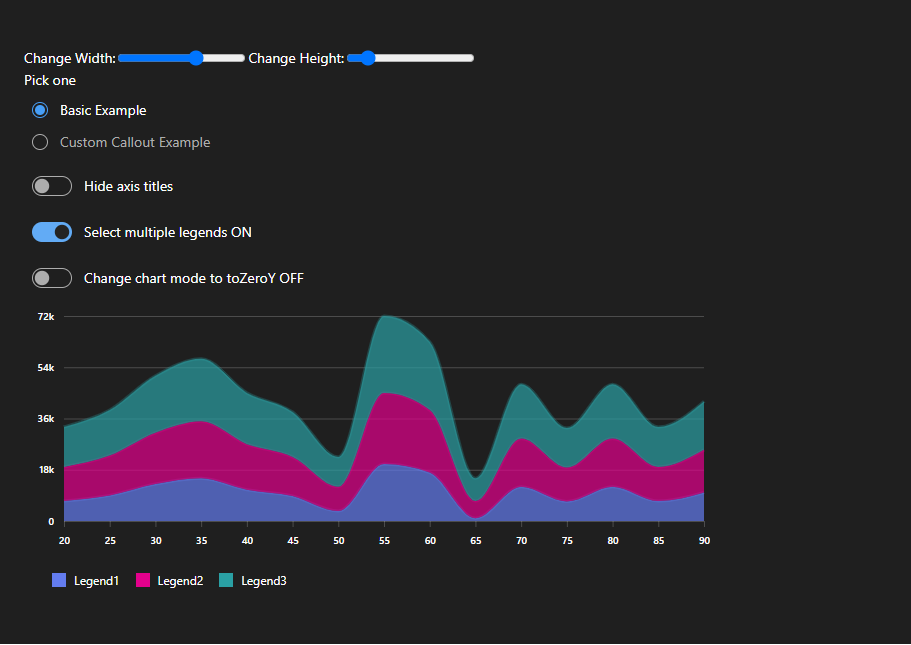 Change Width: Change Height:
Pick one
Basic Example
Custom Callout Example
Hide axis titles
Select multiple legends ON
Change chart mode to toZeroY OFF
72k
54k
36k
18k
0
20 25 30 35 40 45 50 55 60 65 70 75 80 85 90
Legend1 Legend2 Legend3